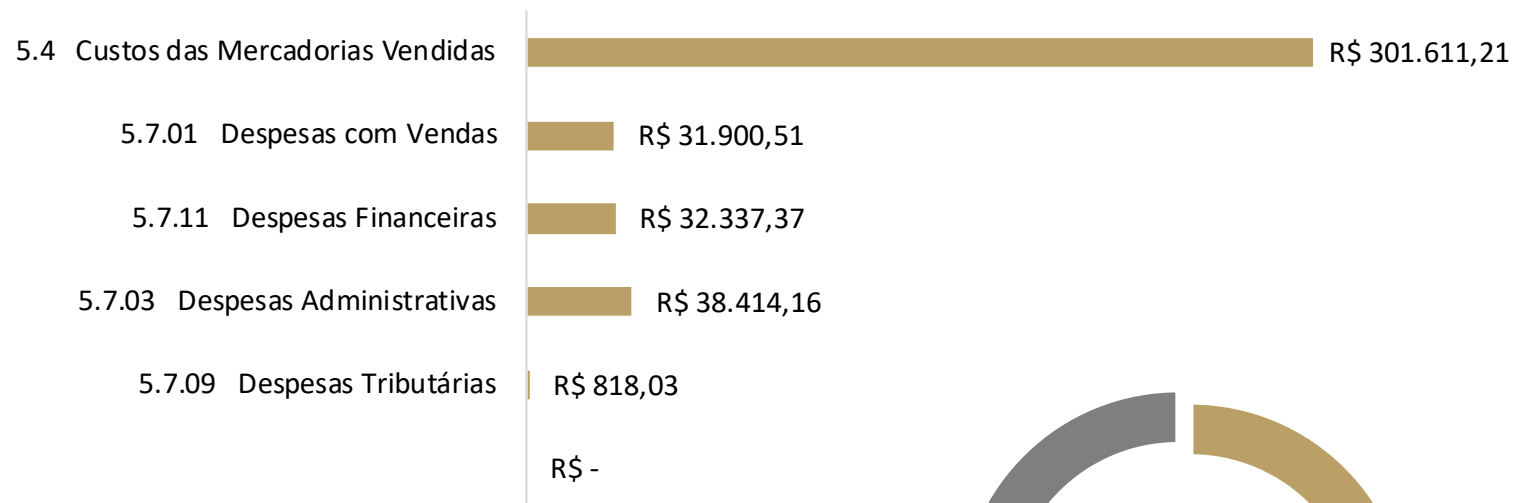 5.4 Custos das Mercadorias Vendidas R$ 301.611,21
5.7.01 Despesas com Vendas R$ 31.900,51
5.7.11 Despesas Financeiras R$ 32.337,37
5.7.03 Despesas Administrativas R$ 38.414,16
5.7.09 Despesas Tributárias R$ 818,03
R$ -